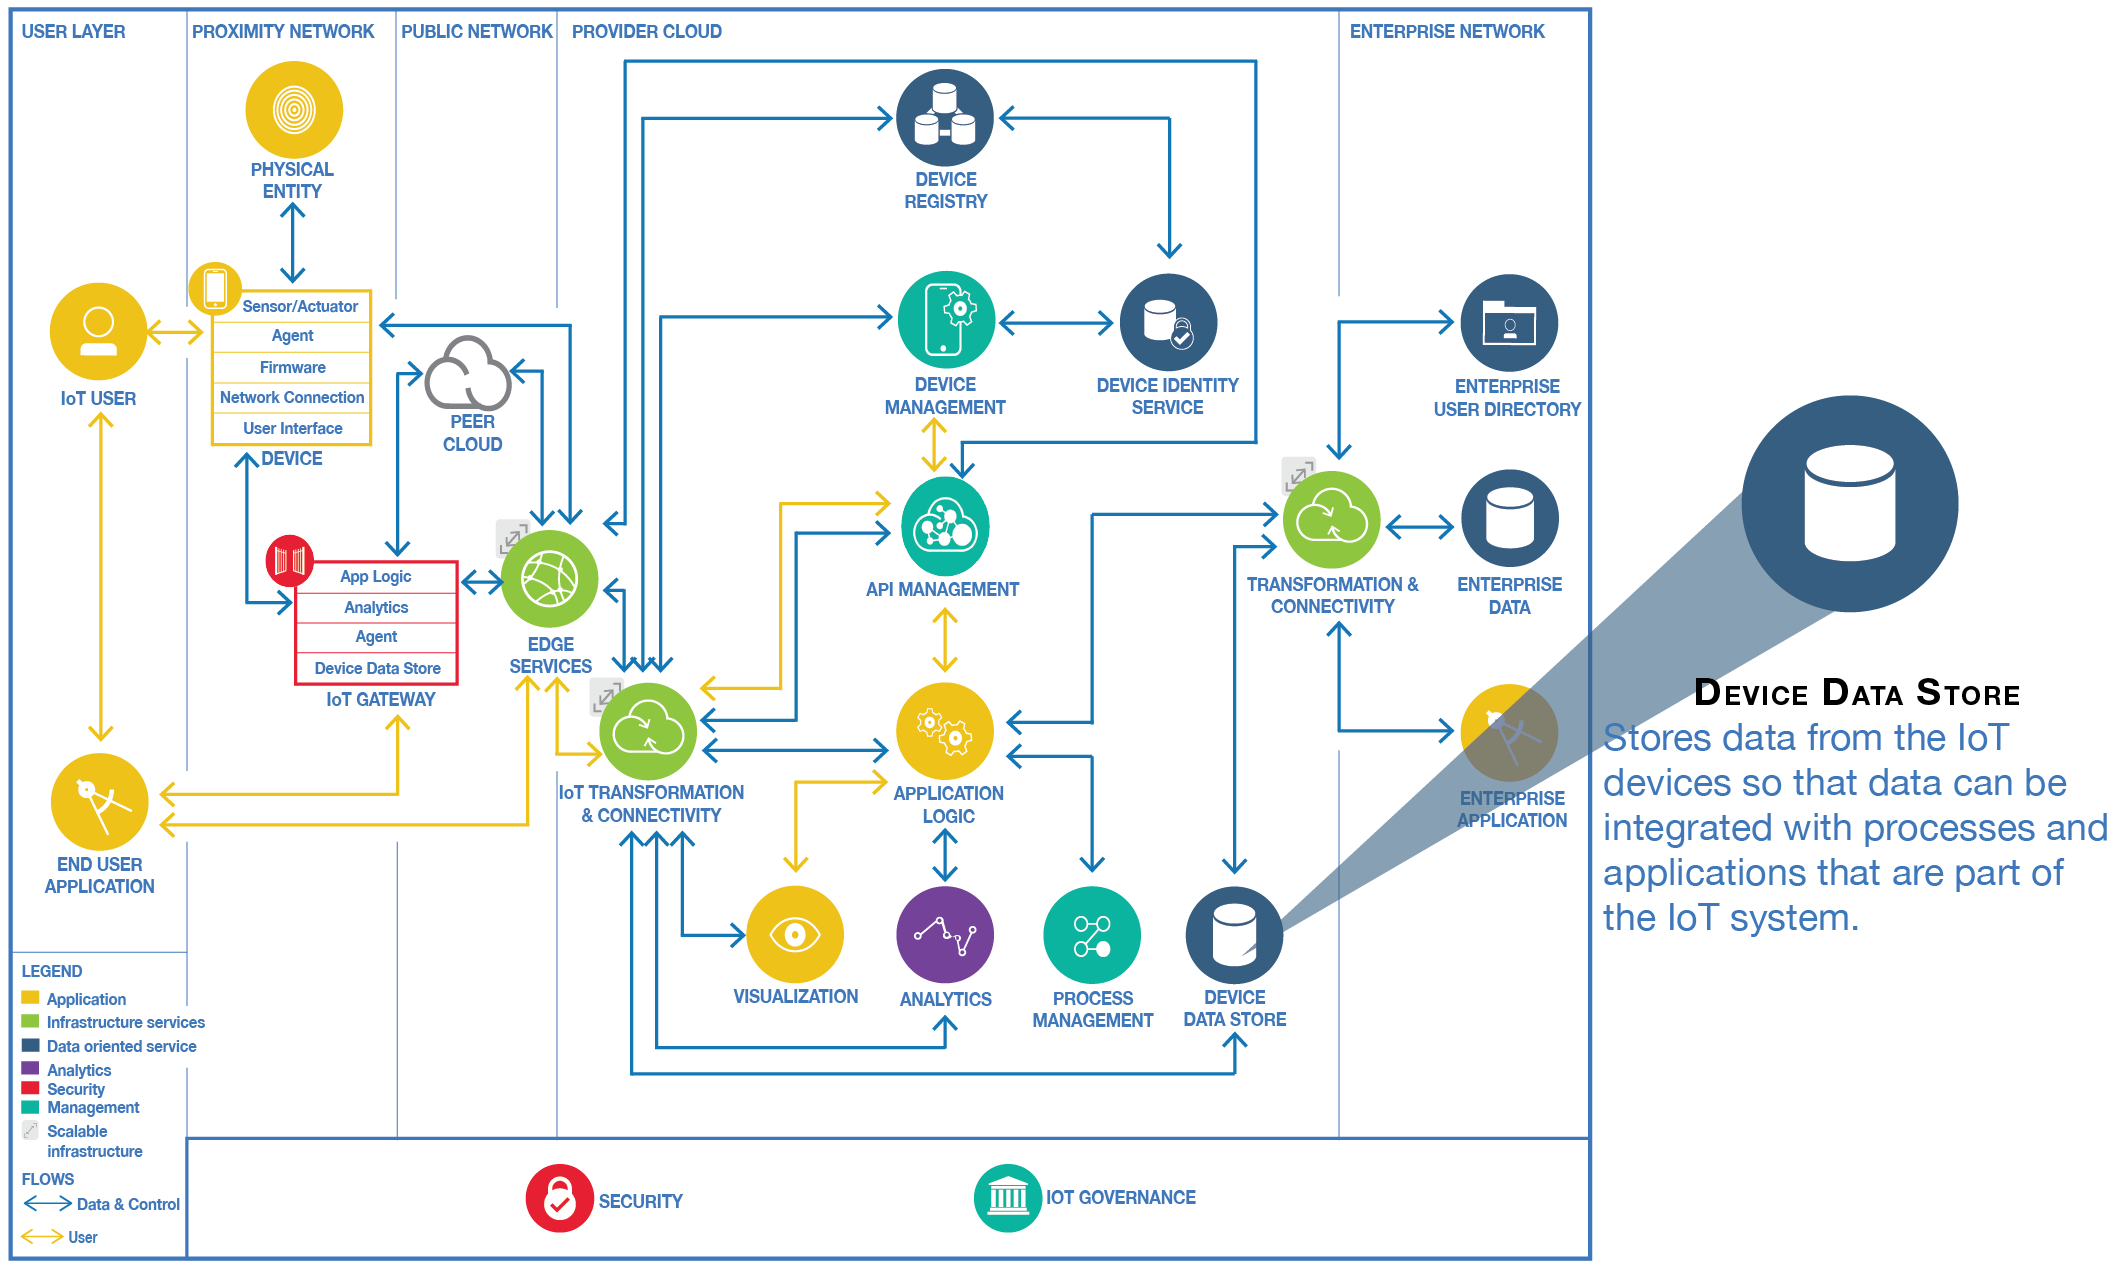 USER LAYER
PROXIMITY NETWORK
PUBLIC NETWORK
PROVIDER CLOUD
ENTERPRISE NETWORK
PHYSICAL
ENTITY
IoT USER
Sensor/Actuator
Agent
Firmware
Network Connection
User Interface
DEVICE
PEER
CLOUD
App Logic
Analytics
Agent
Device Data Store
IoT GATEWAY
EDGE
SERVICES
END USER
APPLICATION
DEVICE
REGISTRY
DEVICE
MANAGEMENT
DEVICE IDENTITY
SERVICE
API MANAGEMENT
IoT TRANSFORMATION
& CONNECTIVITY
APPLICATION
LOGIC
VISUALIZATION
ANALYTICS
PROCESS
MANAGEMENT
DEVICE
DATA STORE
TRANSFORMATION &
CONNECTIVITY
ENTERPRISE
USER DIRECTORY
ENTERPRISE
DATA
ENTERPRISE
APPLICATION
DEVICE DATA STORE
Stores data from the IoT
devices so that data can be
integrated with processes and
applications that are part of
the IoT system.
LEGEND
Application
Infrastructure services
Data oriented service
Analytics
Security
Management
Scalable
infrastructure
FLOWS
Data & Control
User
SECURITY
IOT GOVERNANCE